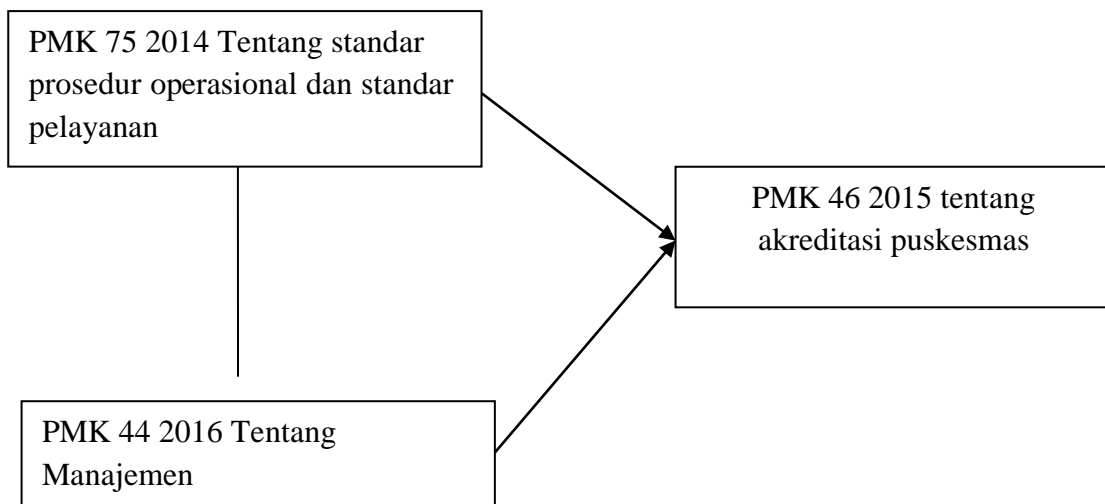 PMK 75 2014 Tentang standar
prosedur operasional dan standar
pelayanan
PMK 46 2015 tentang
akreditasi puskesmas
PMK 44 2016 Tentang
Manajemen